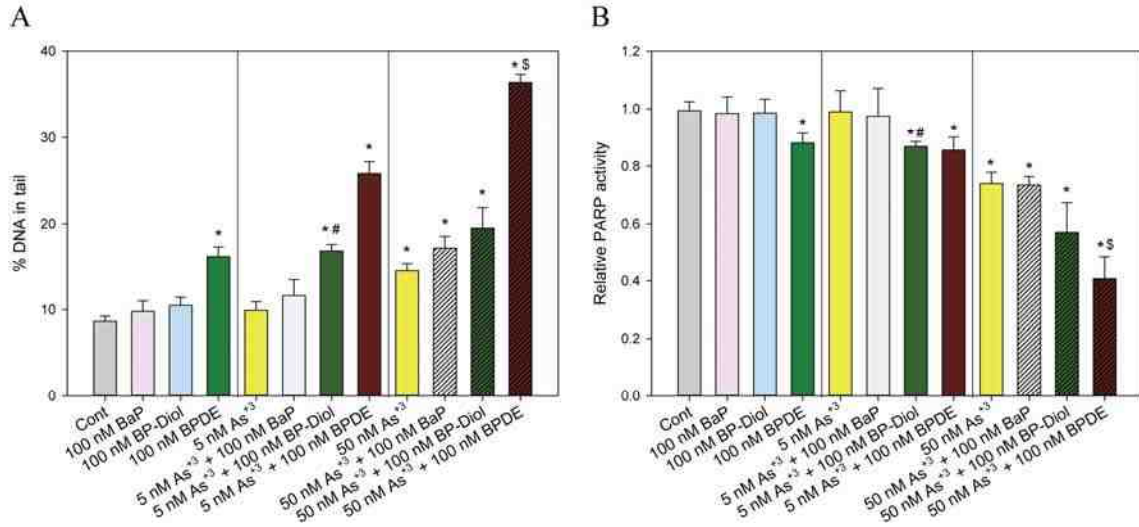 A
% DNA in tail
40
30
20
10
0
*
* #
*
*
*
*
* $
Cont
100 nM BaP
100 nM BP-Diol
100 nM BPDE
5 nM As+3
5 nM As+3 + 100 nM BaP
5 nM As+3 + 100 nM BP-Diol
5 nM As+3 + 100 nM BPDE
50 nM As+3
50 nM As+3 + 100 nM BaP
50 nM As+3 + 100 nM BP-Diol
50 nM As+3 + 100 nM BPDE
B
Relative PARP activity
1.2
1.0
0.8
0.6
0.4
0.2
0.0
*
*#
*
*
*
*
*$
Cont
100 nM BaP
100 nM BP-Diol
100 nM BPDE
5 nM As+3
5 nM As+3 + 100 nM BaP
5 nM As+3 + 100 nM BP-Diol
5 nM As+3 + 100 nM BPDE
50 nM As+3
50 nM As+3 + 100 nM BaP
50 nM As+3 + 100 nM BP-Diol
50 nM As+3 + 100 nM BPDE